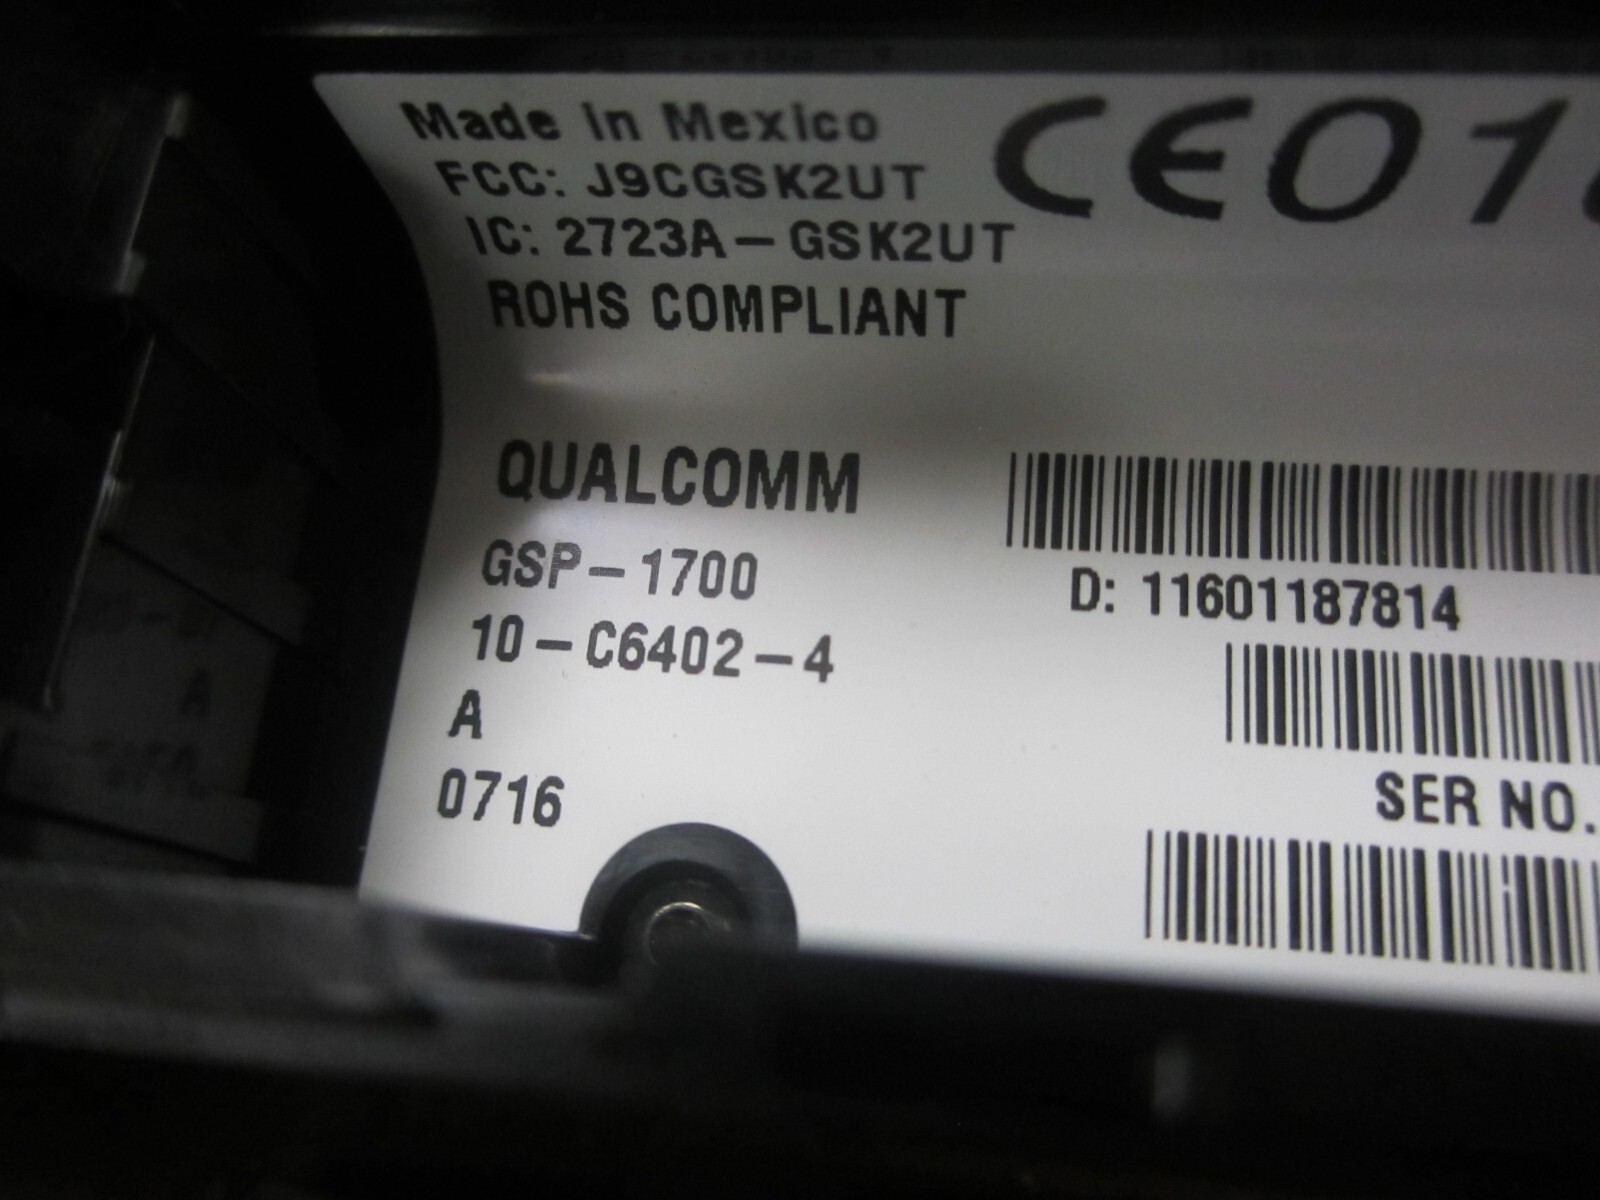 Made in Mexico
FCC: J9CGSK2UT
IC: 2723A-GSK2UT
ROHS COMPLIANT
CE01
QUALCOMM
GSP-1700
10-C6402-4
A
0716
D: 11601187814
SER NO.